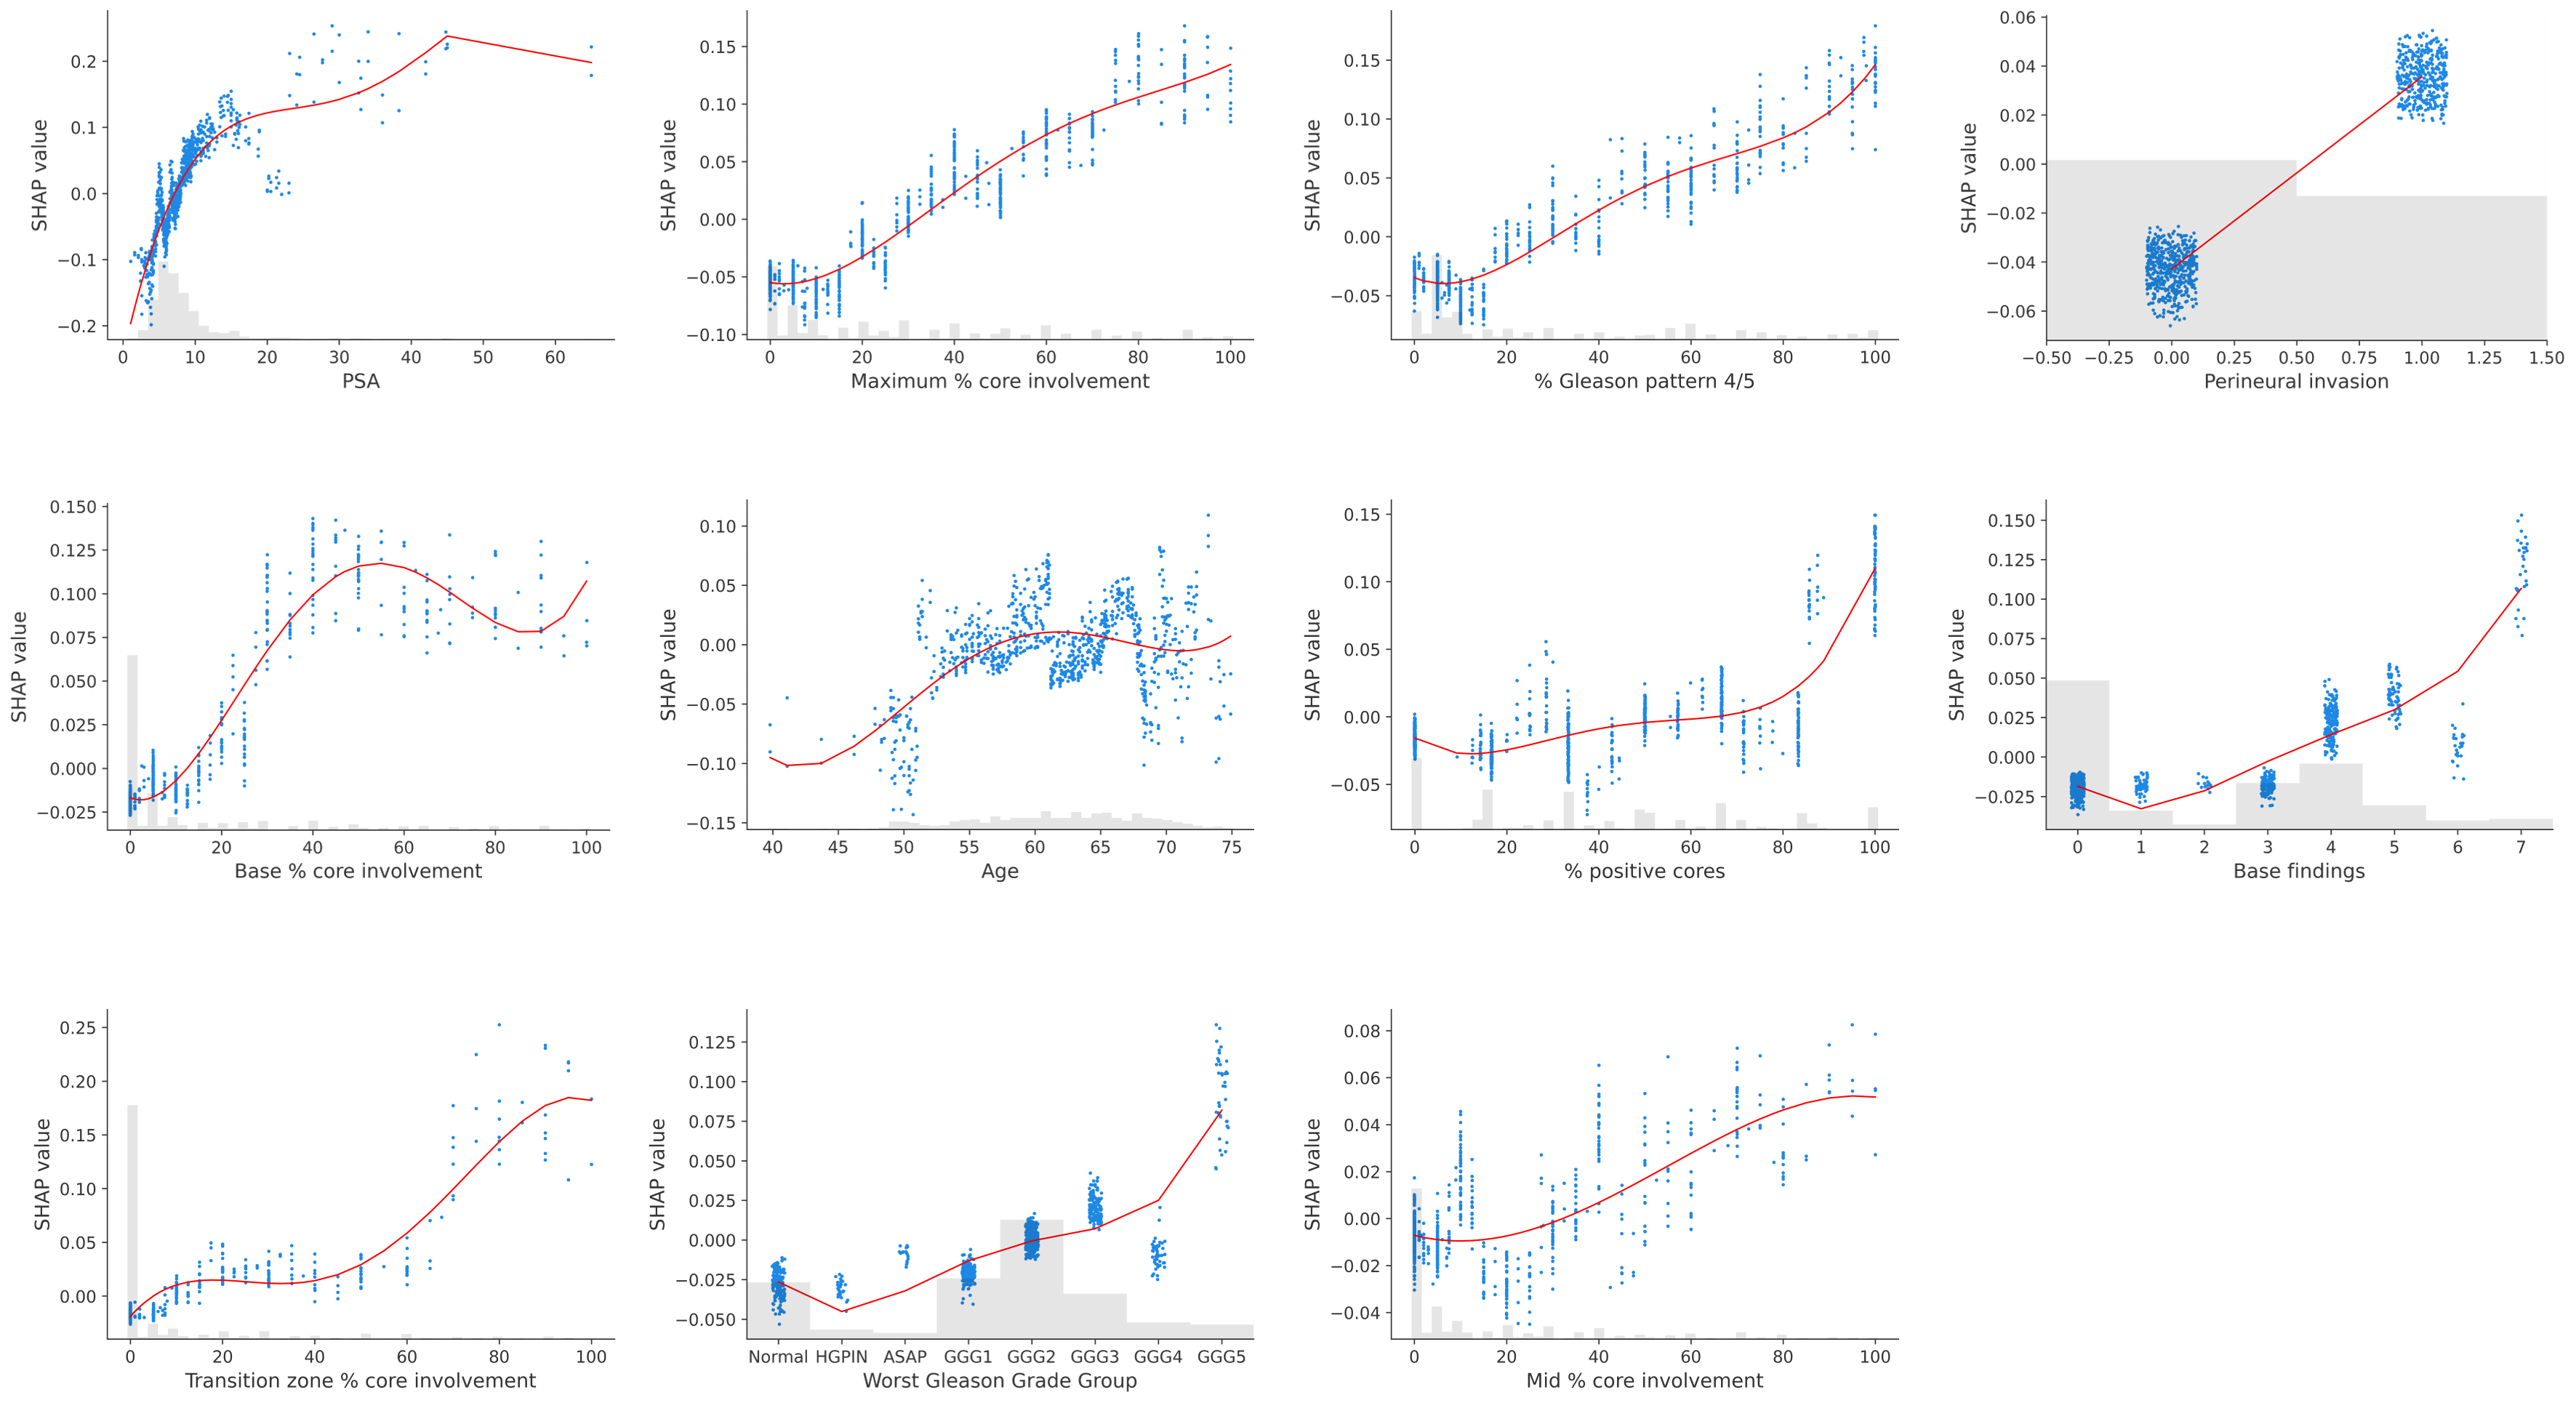 SHAP value
0.2
0.1
0.0
−0.1
−0.2
0 10 20 30 40 50 60
PSA
SHAP value
0.15
0.10
0.05
0.00
−0.05
−0.10
0 20 40 60 80 100
Maximum % core involvement
SHAP value
0.15
0.10
0.05
0.00
−0.05
0 20 40 60 80 100
% Gleason pattern 4/5
SHAP value
0.06
0.04
0.02
0.00
−0.02
−0.04
−0.06
−0.50 −0.25 0.00 0.25 0.50 0.75 1.00 1.25 1.50
Perineural invasion
SHAP value
0.150
0.125
0.100
0.075
0.050
0.025
0.000
−0.025
0 20 40 60 80 100
Base % core involvement
SHAP value
0.10
0.05
0.00
−0.05
−0.10
−0.15
40 45 50 55 60 65 70 75
Age
SHAP value
0.15
0.10
0.05
0.00
−0.05
0 20 40 60 80 100
% positive cores
SHAP value
0.150
0.125
0.100
0.075
0.050
0.025
0.000
−0.025
0 1 2 3 4 5 6 7
Base findings
SHAP value
0.25
0.20
0.15
0.10
0.05
0.00
0 20 40 60 80 100
Transition zone % core involvement
SHAP value
0.125
0.100
0.075
0.050
0.025
0.000
−0.025
−0.050
Normal HGPIN ASAP GGG1 GGG2 GGG3 GGG4 GGG5
Worst Gleason Grade Group
SHAP value
0.08
0.06
0.04
0.02
0.00
−0.02
−0.04
0 20 40 60 80 100
Mid % core involvement